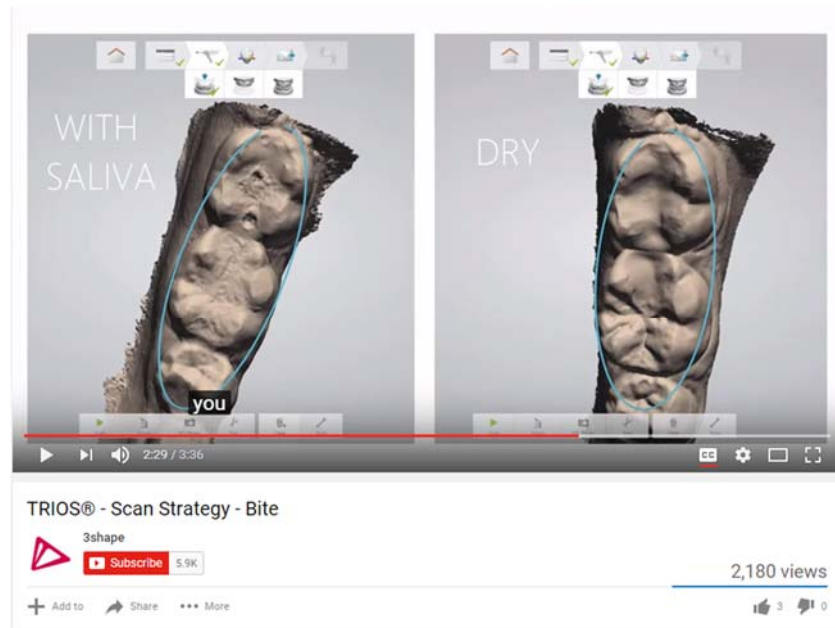 WITH
SALIVA
DRY
you
2:29 / 3:36
CC
TRIOS® - Scan Strategy - Bite
3shape
Subscribe 5.9K
2,180 views
Add to Share More
3 0